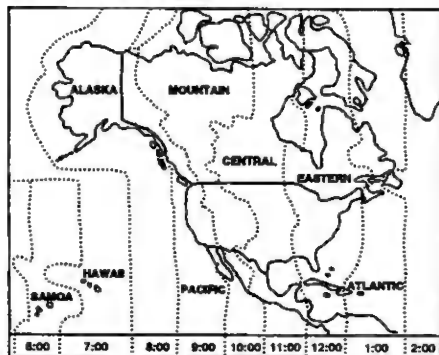 ALASKA
MOUNTAIN
CENTRAL
EASTERN
HAWAII
SAMOA
PACIFIC
ATLANTIC
6:00 7:00 8:00 9:00 10:00 11:00 12:00 1:00 2:00